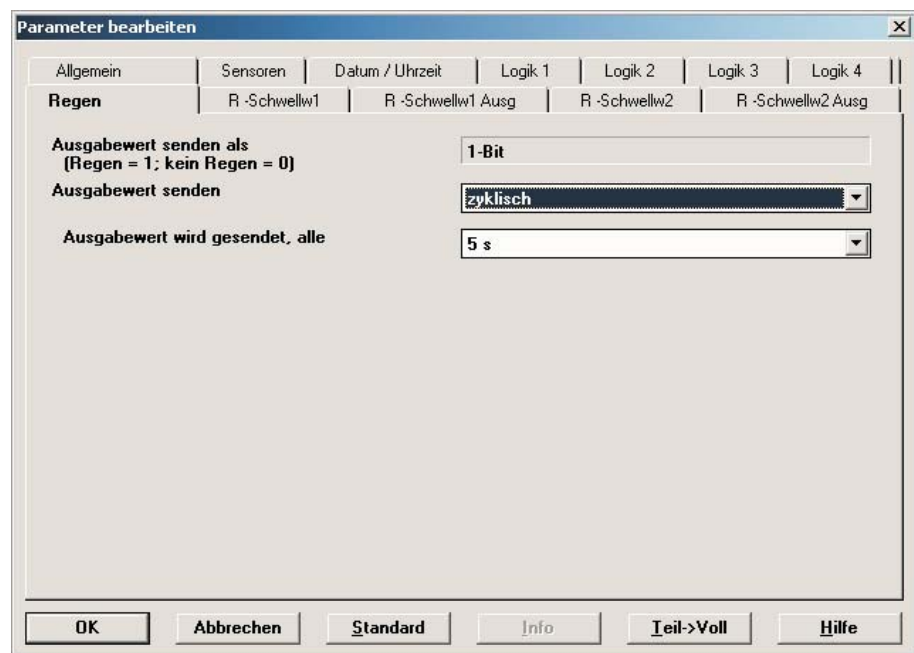 Parameter bearbeiten
Allgemein Sensoren Datum / Uhrzeit Logik 1 Logik 2 Logik 3 Logik 4
Regen R -Schwellw1 R -Schwellw1 Ausg R -Schwellw2 R -Schwellw2 Ausg
Ausgabewert senden als
(Regen = 1; kein Regen = 0)
1-Bit
Ausgabewert senden
zyklisch
Ausgabewert wird gesendet, alle
5 s
OK Abbrechen Standard Info Teil->Voll Hilfe